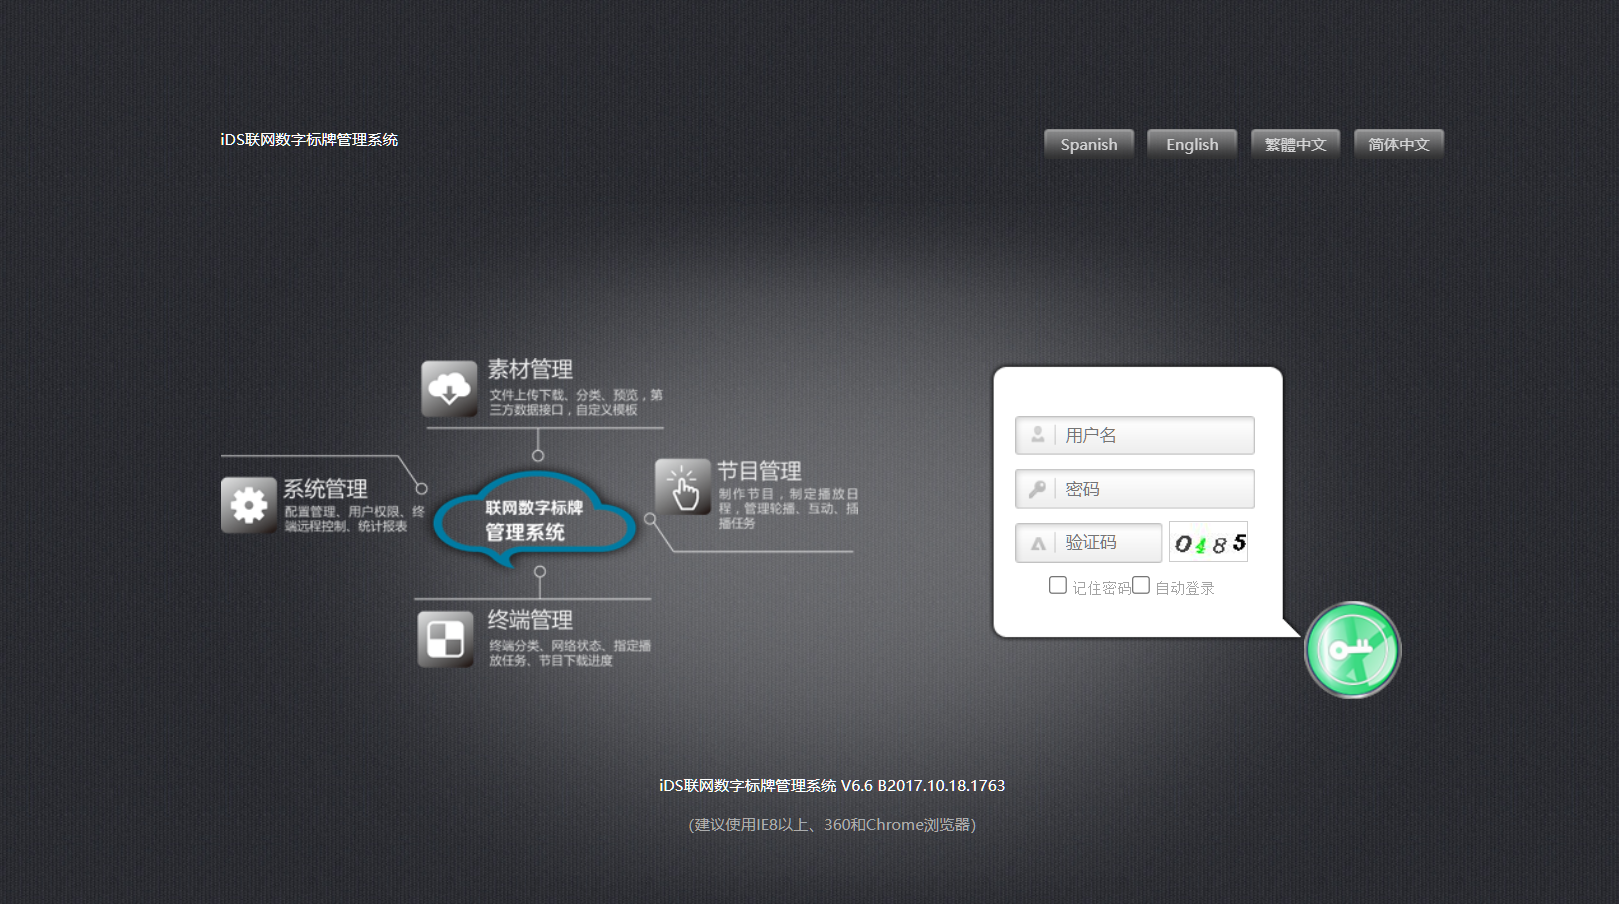 iDS联网数字标牌管理系统
Spanish
English
繁體中文
简体中文
素材管理
文件上传下载、分类、预览，第
三方数据接口，自定义模板
系统管理
配置管理、用户权限、终
端远程控制、统计报表
联网数字标牌
管理系统
节目管理
制作节目，制定播放日
程，管理轮播、互动、插
播任务
终端管理
终端分类、网络状态、指定播
放任务、节目下载进度
用户名
密码
验证码
0485
记住密码
自动登录
iDS联网数字标牌管理系统 V6.6 B2017.10.18.1763
(建议使用IE8以上、360和Chrome浏览器)